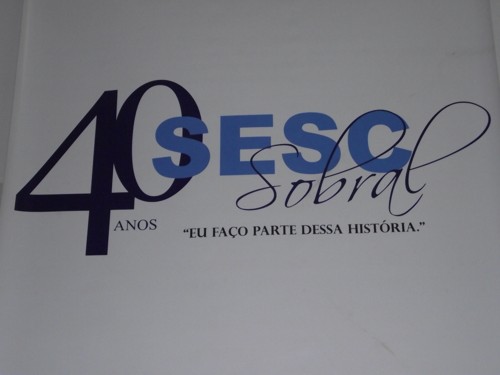 40 SESC
Sobral
ANOS
“EU FAÇO PARTE DESSA HISTÓRIA.”